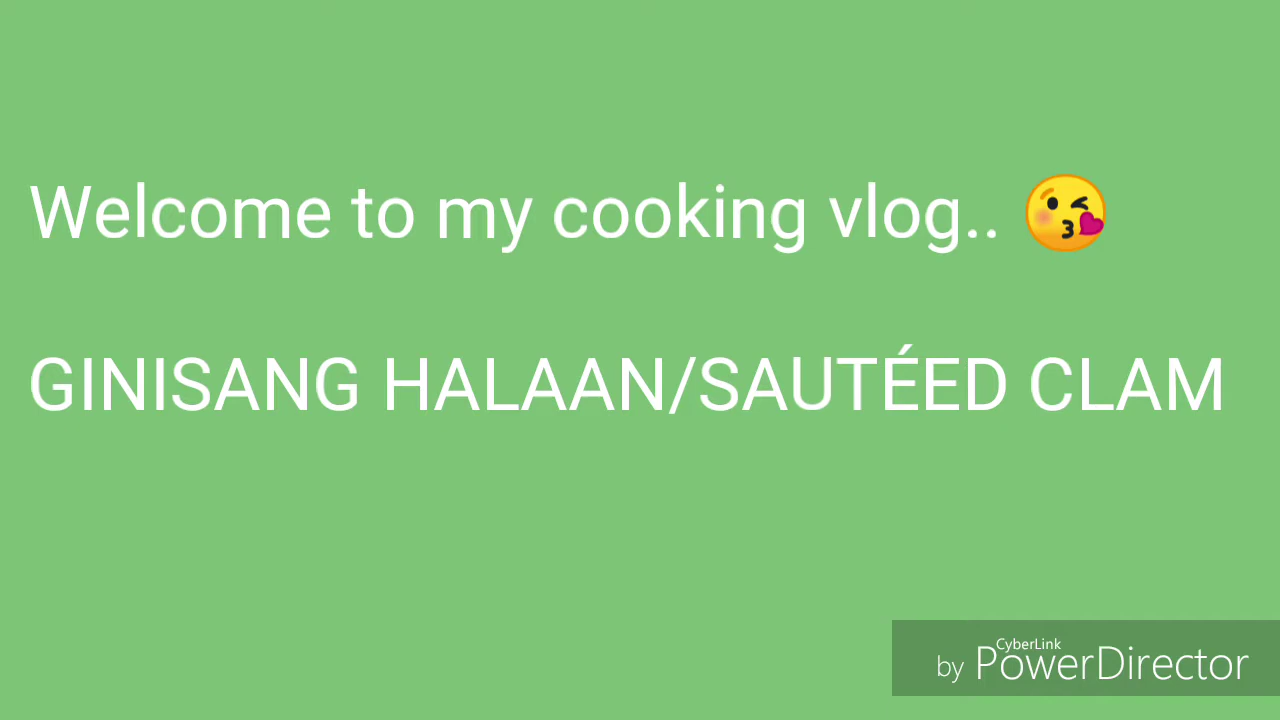 Welcome to my cooking vlog.. 😘
GINISANG HALAAN/SAUTÉED CLAM
CyberLink
by PowerDirector